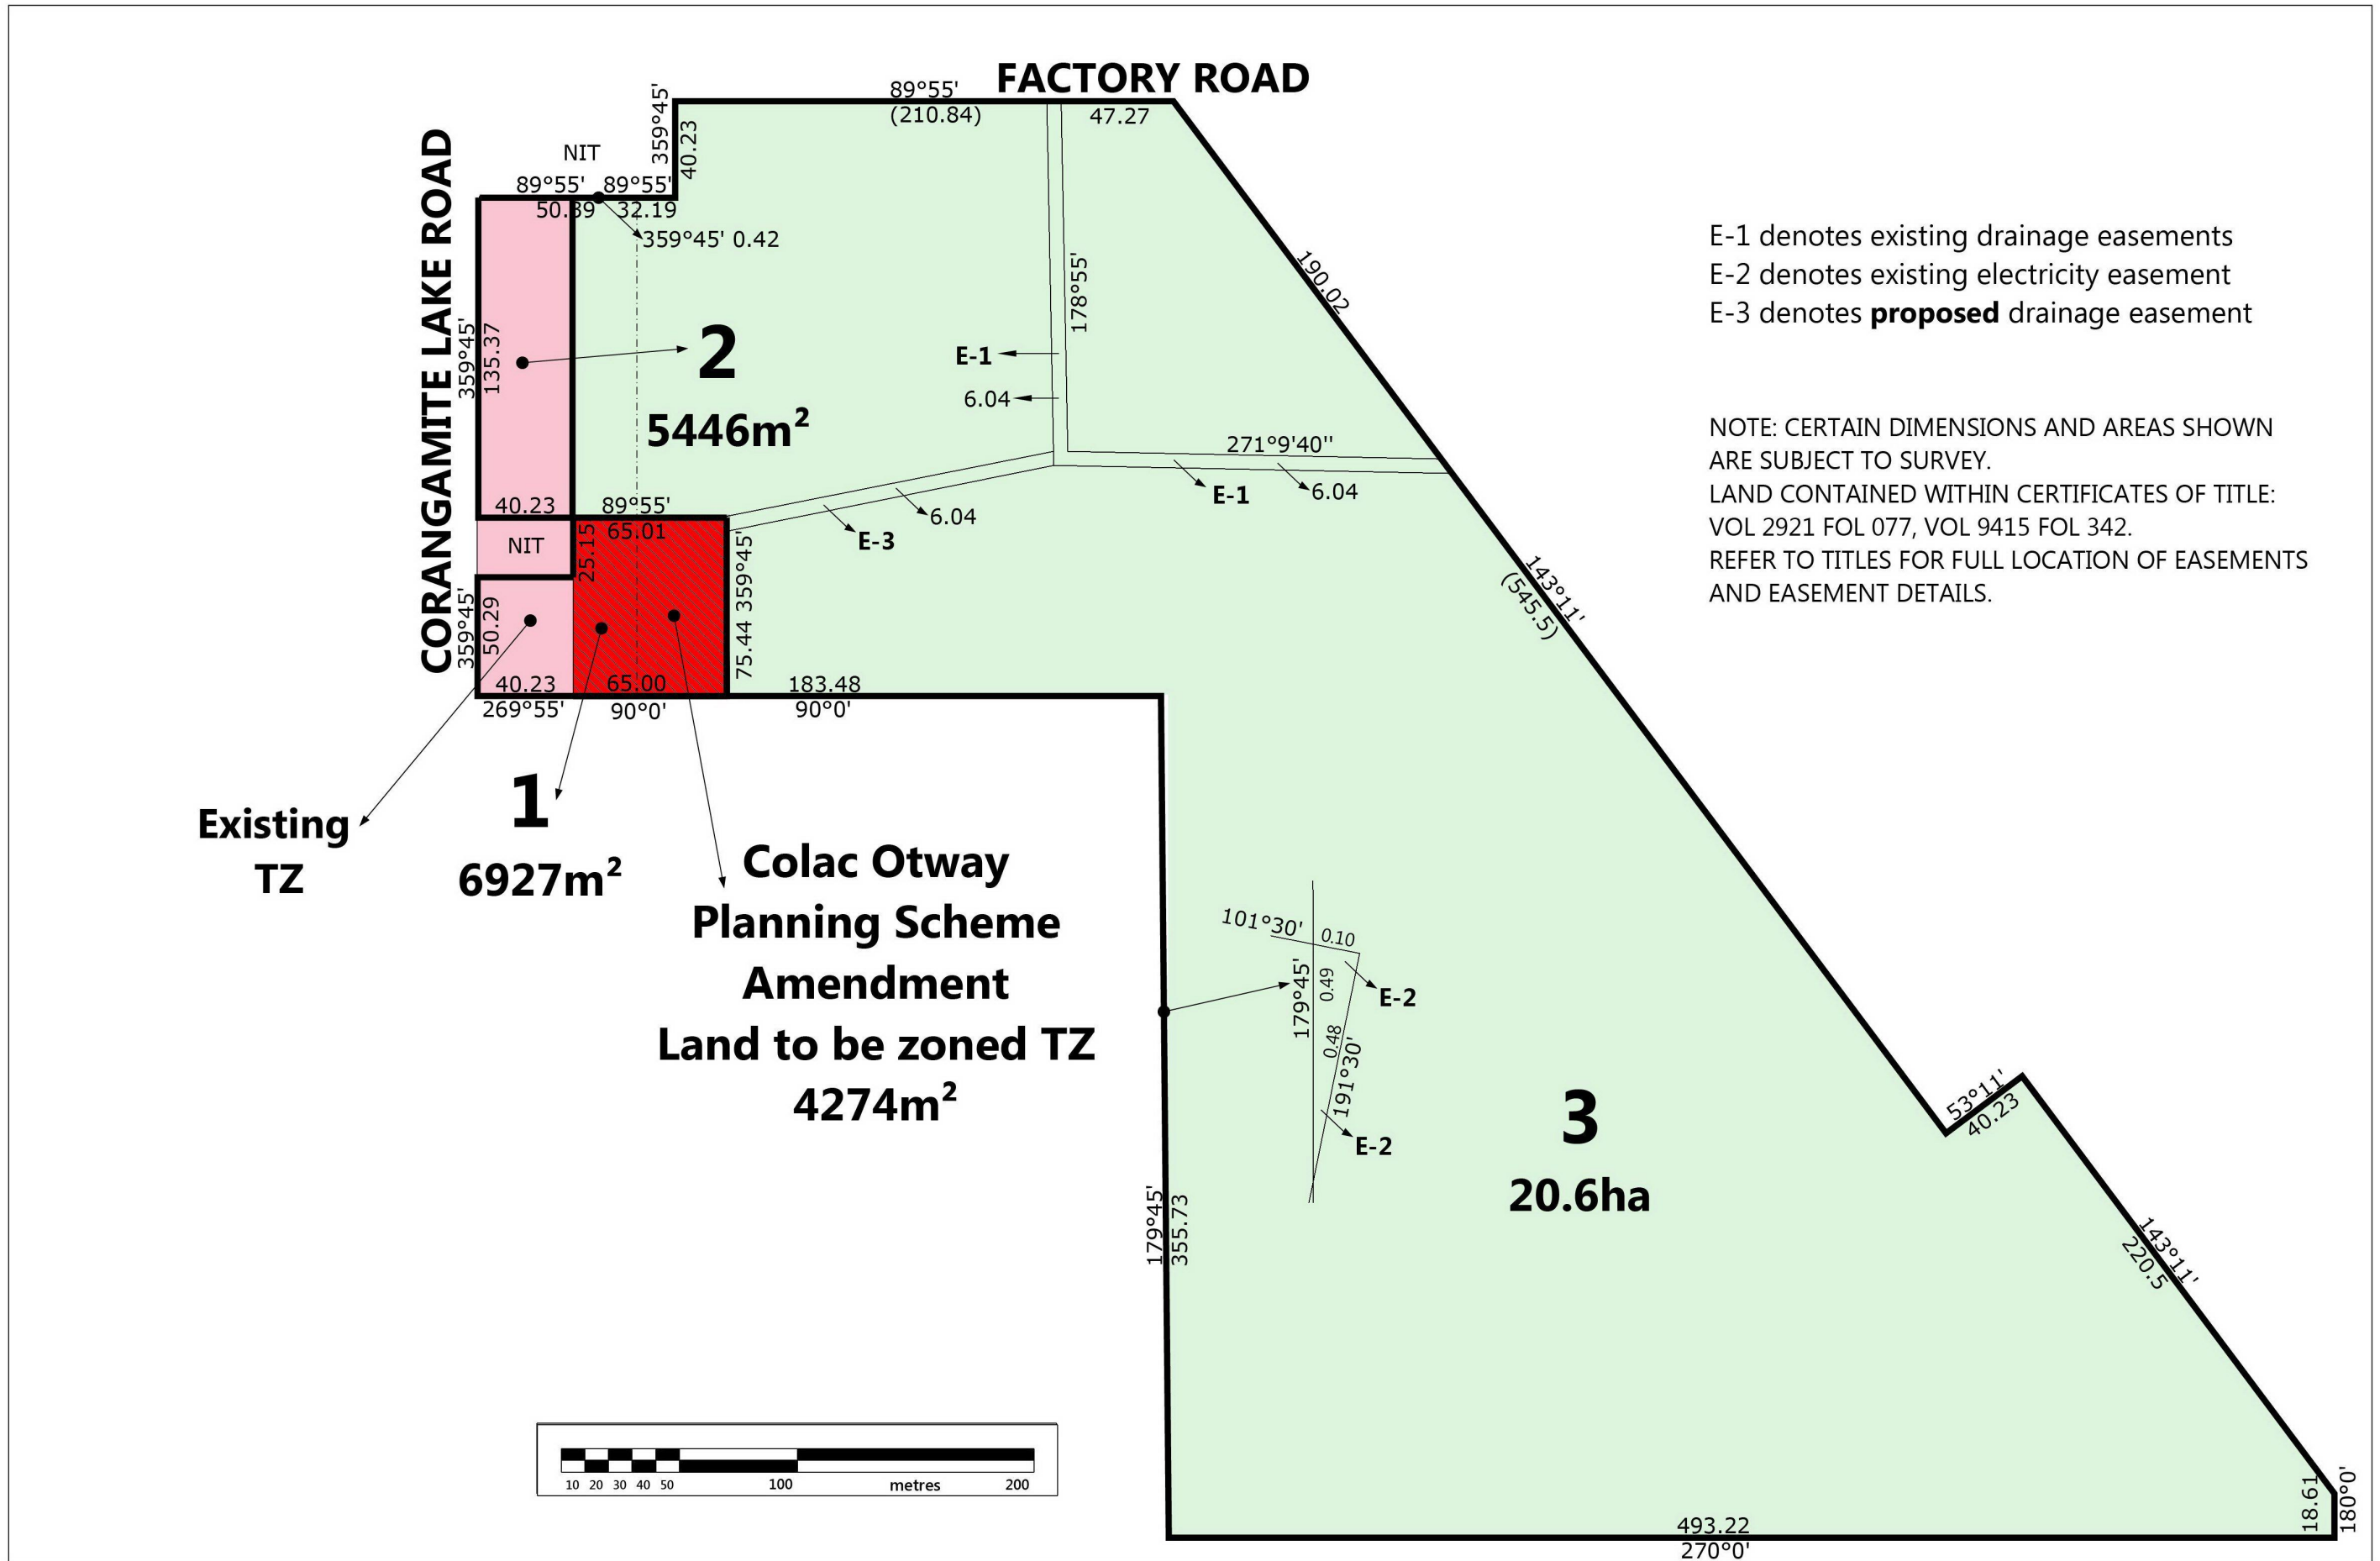 FACTORY ROAD
89°55'
(210.84)
47.27
359°45'
40.23
NIT
89°55'
89°55'
50.39
32.19
359°45' 0.42
CORANGAMITE LAKE ROAD
359°45'
135.37
2
5446m²
178°55'
E-1
6.04
190.02
271°9'40''
E-1
6.04
6.04
E-3
40.23
89°55'
65.01
NIT
25.15
75.44 359°45'
359°45'
50.29
40.23
65.00
183.48
269°55'
90°0'
90°0'
143°11'
(545.5)
E-1 denotes existing drainage easements
E-2 denotes existing electricity easement
E-3 denotes proposed drainage easement
NOTE: CERTAIN DIMENSIONS AND AREAS SHOWN
ARE SUBJECT TO SURVEY.
LAND CONTAINED WITHIN CERTIFICATES OF TITLE:
VOL 2921 FOL 077, VOL 9415 FOL 342.
REFER TO TITLES FOR FULL LOCATION OF EASEMENTS
AND EASEMENT DETAILS.
Existing
TZ
1
6927m²
Colac Otway
Planning Scheme
Amendment
Land to be zoned TZ
4274m²
101°30'
0.10
179°45'
0.49
E-2
0.48
191°30'
E-2
179°45'
355.73
3
20.6ha
53°11'
40.23
143°11'
220.5
18.61
180°0'
493.22
270°0'
10 20 30 40 50 100 metres 200